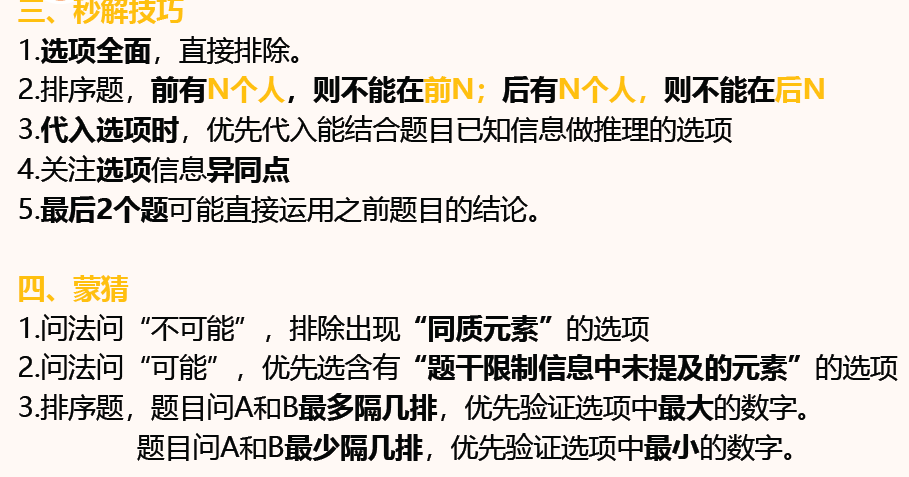 三、秒解技巧
1.选项全面，直接排除。
2.排序题，前有N个人，则不能在前N；后有N个人，则不能在后N
3.代入选项时，优先代入能结合题目已知信息做推理的选项
4.关注选项信息异同点
5.最后2个题可能直接运用之前题目的结论。
四、蒙猜
1.问法问“不可能”，排除出现“同质元素”的选项
2.问法问“可能”，优先选含有“题干限制信息中未提及的元素”的选项
3.排序题，题目问A和B最多隔几排，优先验证选项中最大的数字。
题目问A和B最少隔几排，优先验证选项中最小的数字。